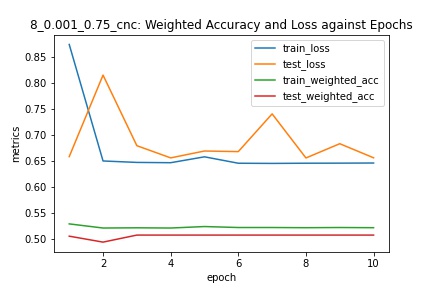 8_0.001_0.75_cnc: Weighted Accuracy and Loss against Epochs
train_loss
test_loss
train_weighted_acc
test_weighted_acc
metrics
0.85
0.80
0.75
0.70
0.65
0.60
0.55
0.50
2
4
6
8
10
epoch